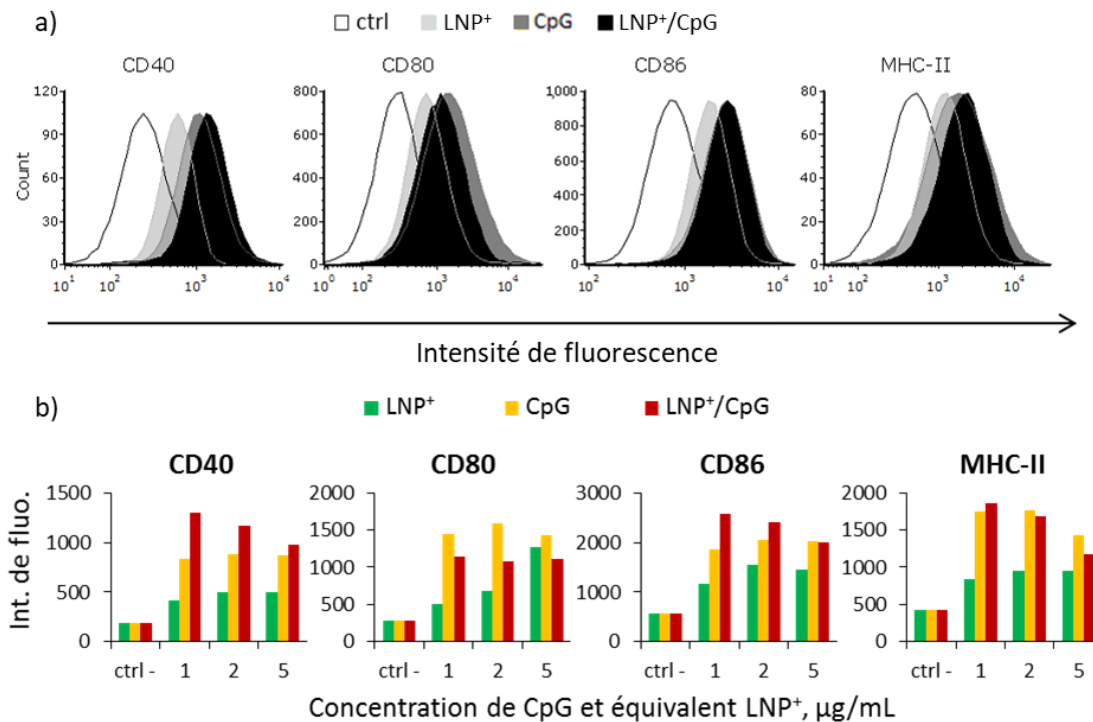 a)
ctrl LNP⁺ CpG LNP⁺/CpG
CD40 CD80 CD86 MHC-II
Count
120 90 60 30 0
10¹ 10² 10³ 10⁴
800 600 400 200 0
10⁰ 10² 10³ 10⁴
1,000 800 600 400 200 0
10² 10³ 10⁴
80 60 40 20 0
10¹ 10² 10³ 10⁴
Intensité de fluorescence
b)
LNP⁺ CpG LNP⁺/CpG
CD40 CD80 CD86 MHC-II
Int. de fluo.
1500 1000 500 0
2000 1500 1000 500 0
3000 2000 1000 0
2000 1500 1000 500 0
ctrl - 1 2 5 ctrl - 1 2 5 ctrl - 1 2 5 ctrl - 1 2 5
Concentration de CpG et équivalent LNP⁺, µg/mL